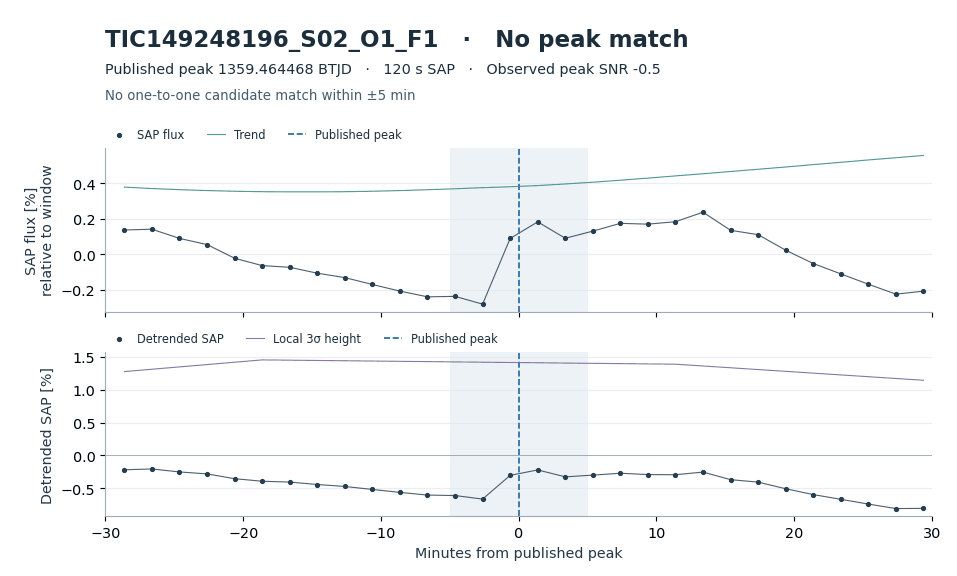 TIC149248196_S02_O1_F1 · No peak match
Published peak 1359.464468 BTJD · 120 s SAP · Observed peak SNR -0.5
No one-to-one candidate match within ±5 min
SAP flux Trend Published peak
SAP flux [%]
relative to window
0.4
0.2
0.0
−0.2
Detrended SAP Local 3σ height Published peak
Detrended SAP [%]
1.5
1.0
0.5
0.0
−0.5
−30 −20 −10 0 10 20 30
Minutes from published peak